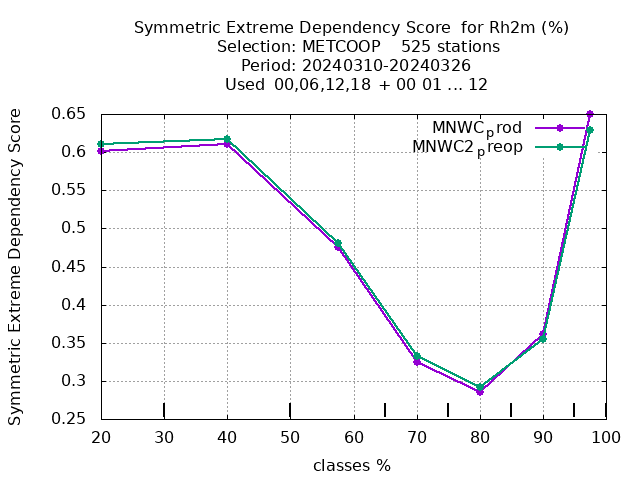 Symmetric Extreme Dependency Score  for Rh2m (%)
Selection: METCOOP    525 stations
Period: 20240310-20240326
Used  00,06,12,18 + 00 01 ... 12
Symmetric Extreme Dependency Score
0.65
0.6
0.55
0.5
0.45
0.4
0.35
0.3
0.25
MNWCprod
MNWC2preop
20 30 40 50 60 70 80 90 100
classes %